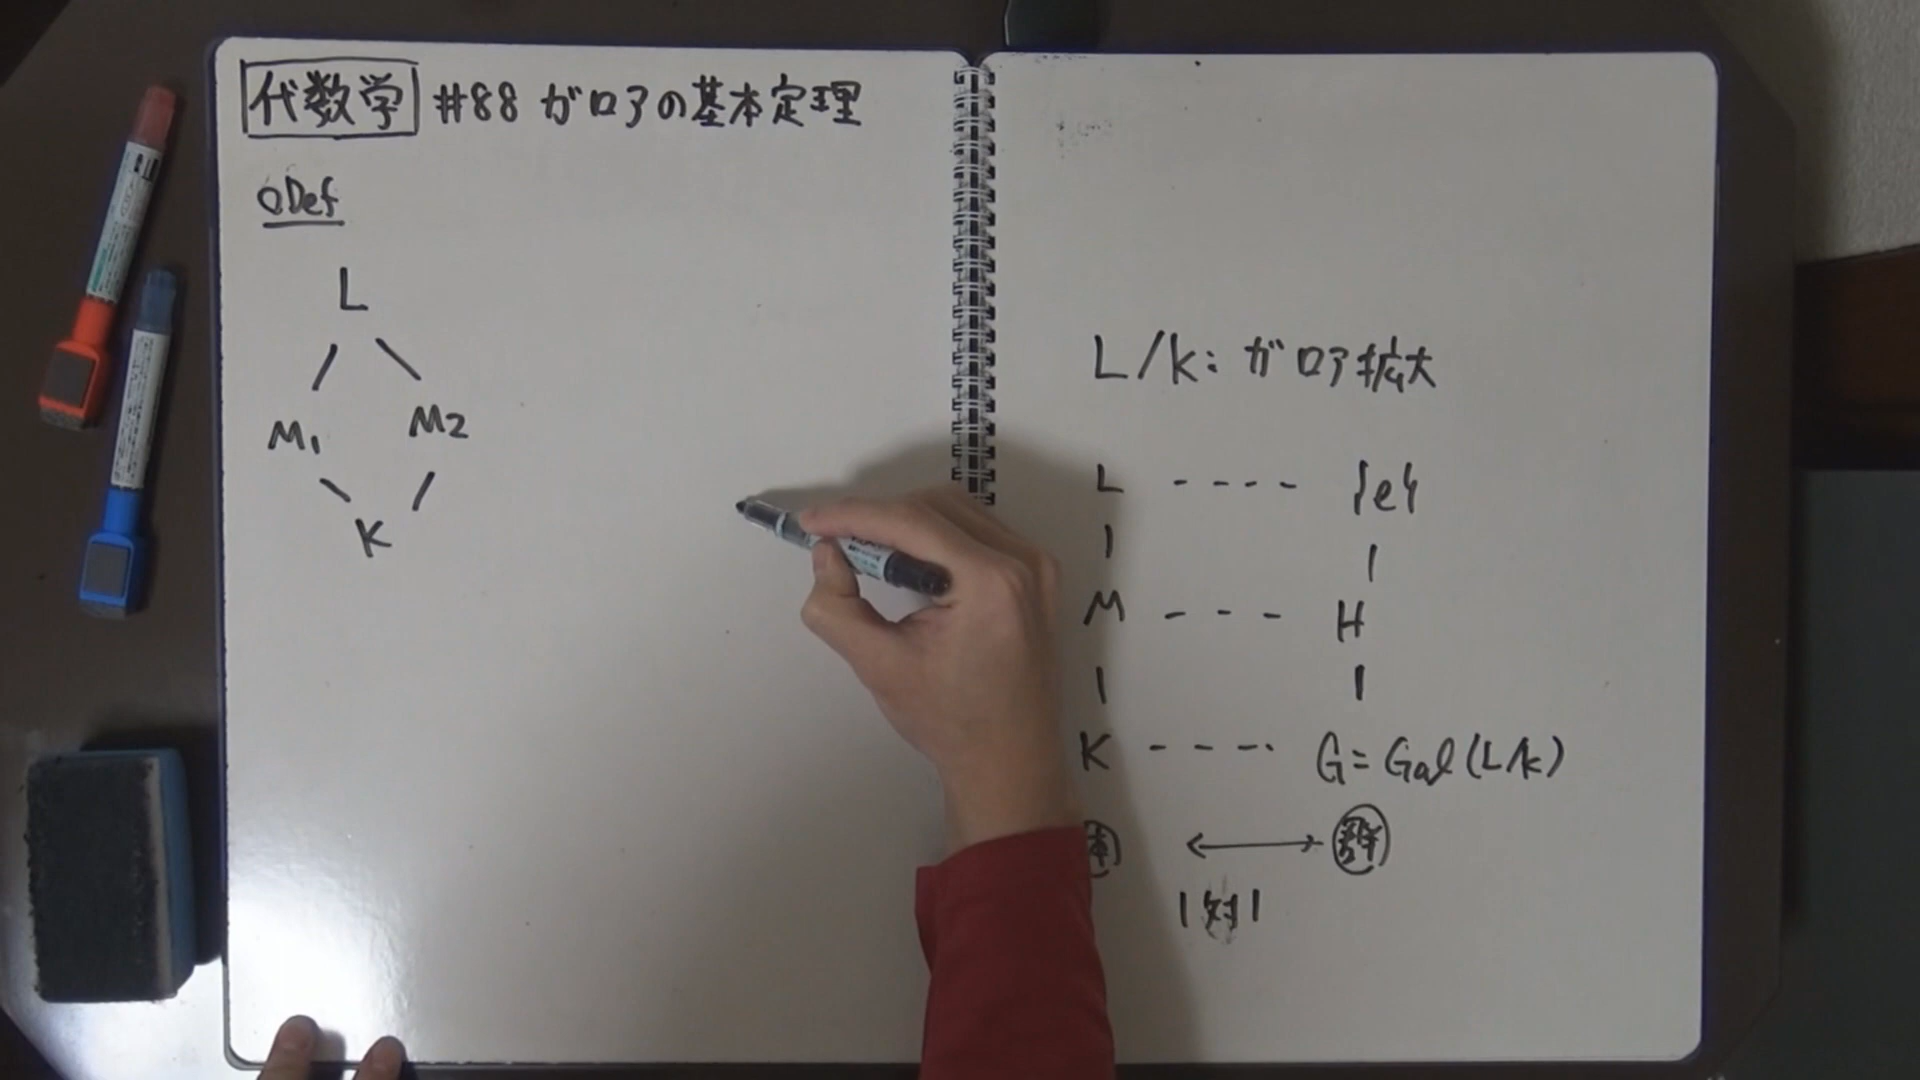 代数学 #88 ガロアの基本定理
○Def
L
M1 M2
K
L/K: ガロア拡大
L ---- {e}
| |
M --- H
| |
K ---- G=Gal(L/K)
体 ⟷ 群
1対1